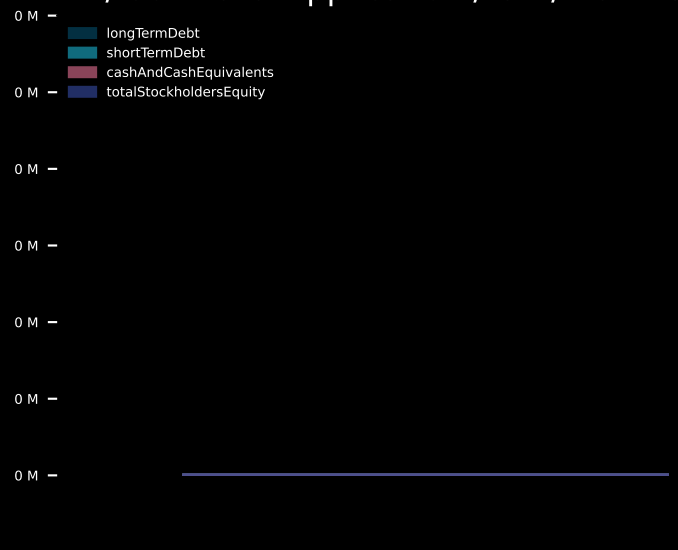 0 M
longTermDebt
shortTermDebt
cashAndCashEquivalents
totalStockholdersEquity
0 M
0 M
0 M
0 M
0 M
0 M